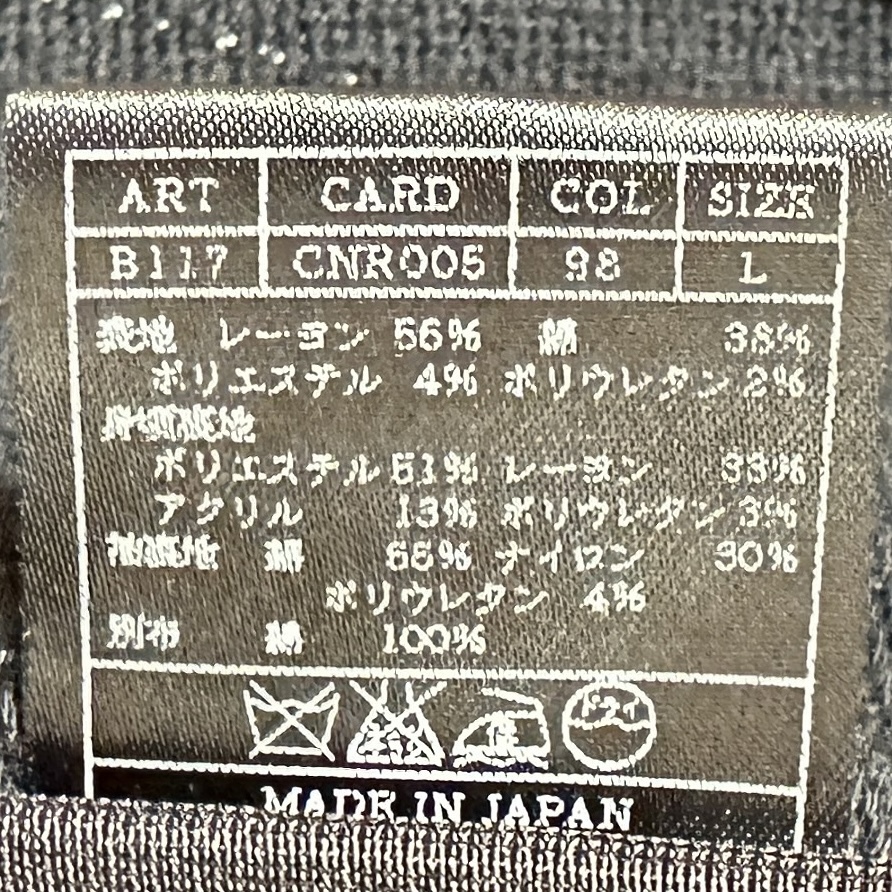 ART CARD COL SIZE
B117 CNR005 98 L
表地 レーヨン 56% 綿 38%
ポリエステル 4% ポリウレタン 2%
ポリエステル 51% レーヨン 33%
アクリル 13% ポリウレタン 3%
綿 66% ナイロン 30%
ポリウレタン 4%
別布 綿 100%
ドライ
MADE IN JAPAN